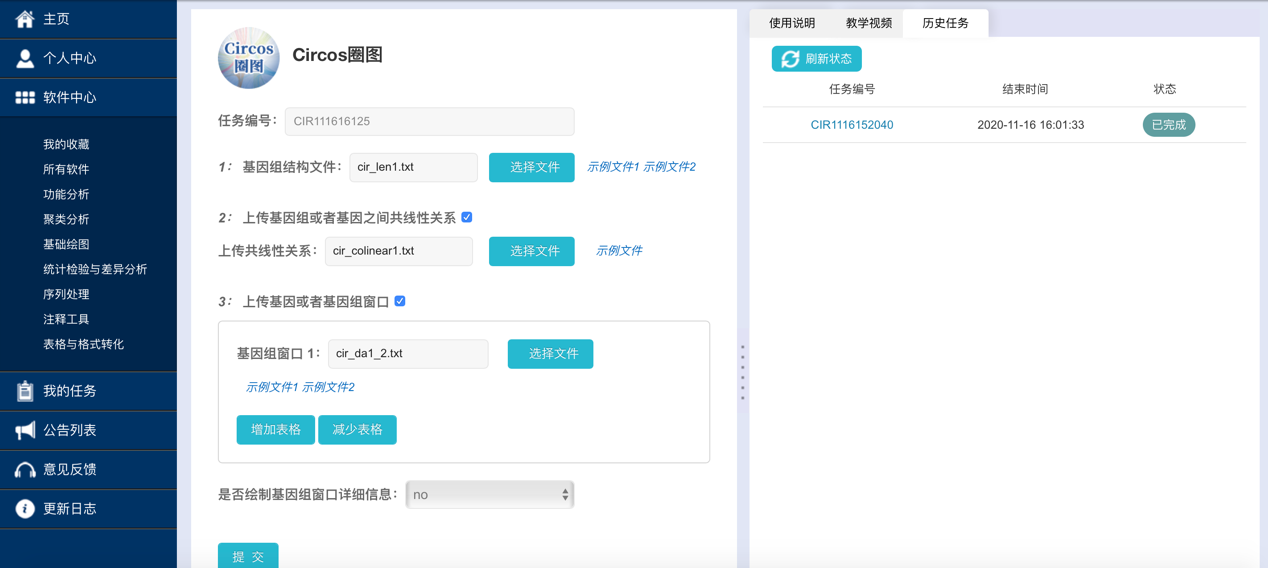 主页
个人中心
软件中心
我的收藏
所有软件
功能分析
聚类分析
基础绘图
统计检验与差异分析
序列处理
注释工具
表格与格式转化
我的任务
公告列表
意见反馈
更新日志
Circos
圈图
Circos圈图
任务编号： CIR111616125
1： 基因组结构文件： cir_len1.txt 选择文件 示例文件1 示例文件2
2： 上传基因组或者基因之间共线性关系
上传共线性关系： cir_colinear1.txt 选择文件 示例文件
3： 上传基因或者基因组窗口
基因组窗口 1： cir_da1_2.txt 选择文件
示例文件1 示例文件2
增加表格 减少表格
是否绘制基因组窗口详细信息： no
提 交
使用说明 教学视频 历史任务
刷新状态
任务编号 结束时间 状态
CIR1116152040 2020-11-16 16:01:33 已完成